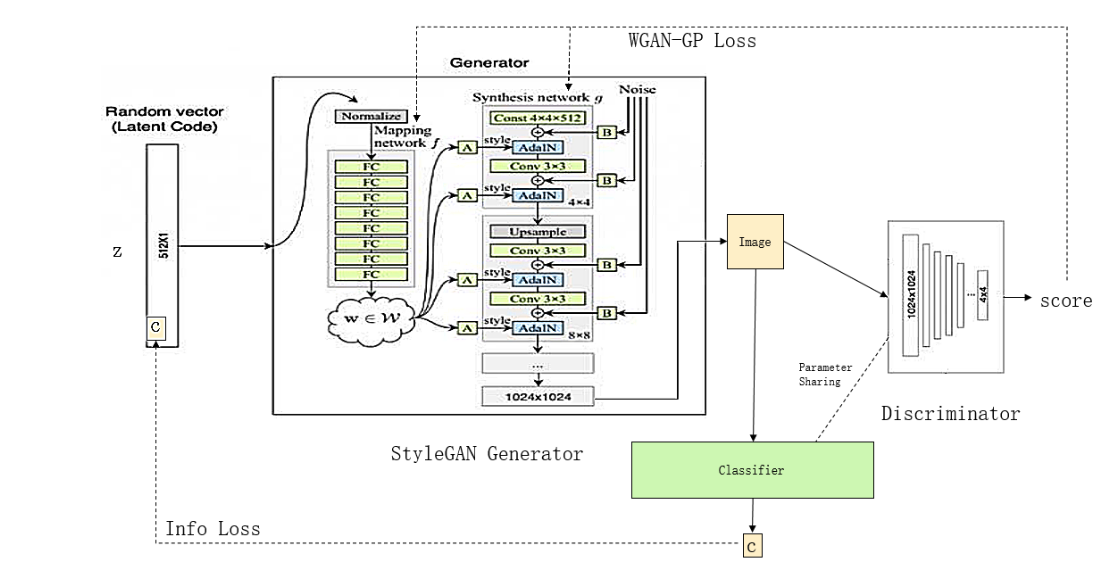 WGAN-GP Loss
Generator
Random vector
(Latent Code)
Z
512X1
C
Normalize
Mapping
network f
FC
FC
FC
FC
FC
FC
FC
FC
w ∈ W
Synthesis network g
Noise
Const 4×4×512
B
A
style
AdaIN
Conv 3×3
B
A
style
AdaIN
4×4
Upsample
Conv 3×3
B
A
style
AdaIN
Conv 3×3
B
A
style
AdaIN
8×8
...
1024x1024
StyleGAN Generator
Image
1024x1024
...
4x4
score
Parameter
Sharing
Discriminator
Classifier
C
Info Loss